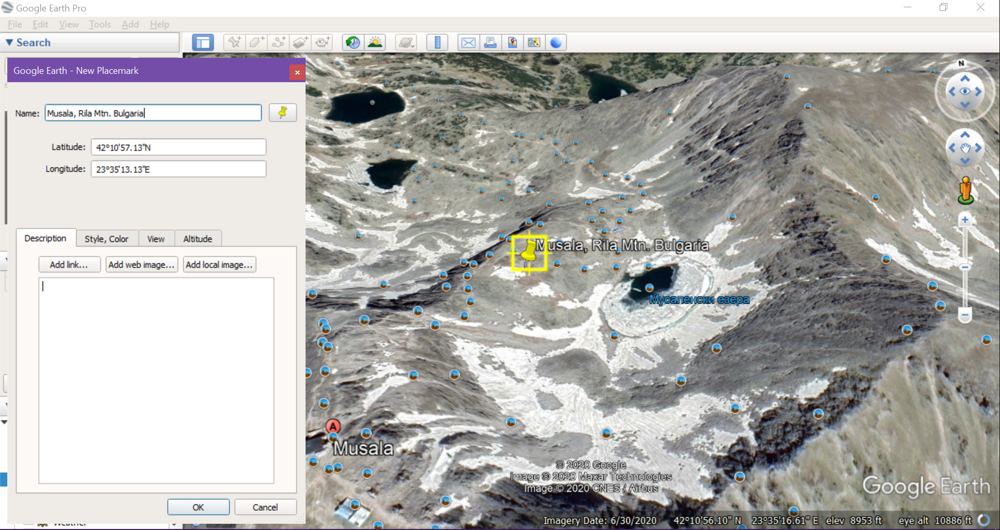 Google Earth Pro
File Edit View Tools Add Help
Search
Google Earth - New Placemark
Name: Musala, Rila Mtn. Bulgaria
Latitude: 42°10'57.13"N
Longitude: 23°35'13.13"E
Description Style, Color View Altitude
Add link... Add web image... Add local image...
OK Cancel
Weather
N
Musala, Rila Mtn. Bulgaria
Мусаленски езера
A
Musala
© 2020 Google
Image © 2020 Maxar Technologies
Image © 2020 CNES / Airbus
Google Earth
Imagery Date: 6/30/2020 42°10'56.10" N 23°35'16.61" E elev 8953 ft eye alt 10886 ft